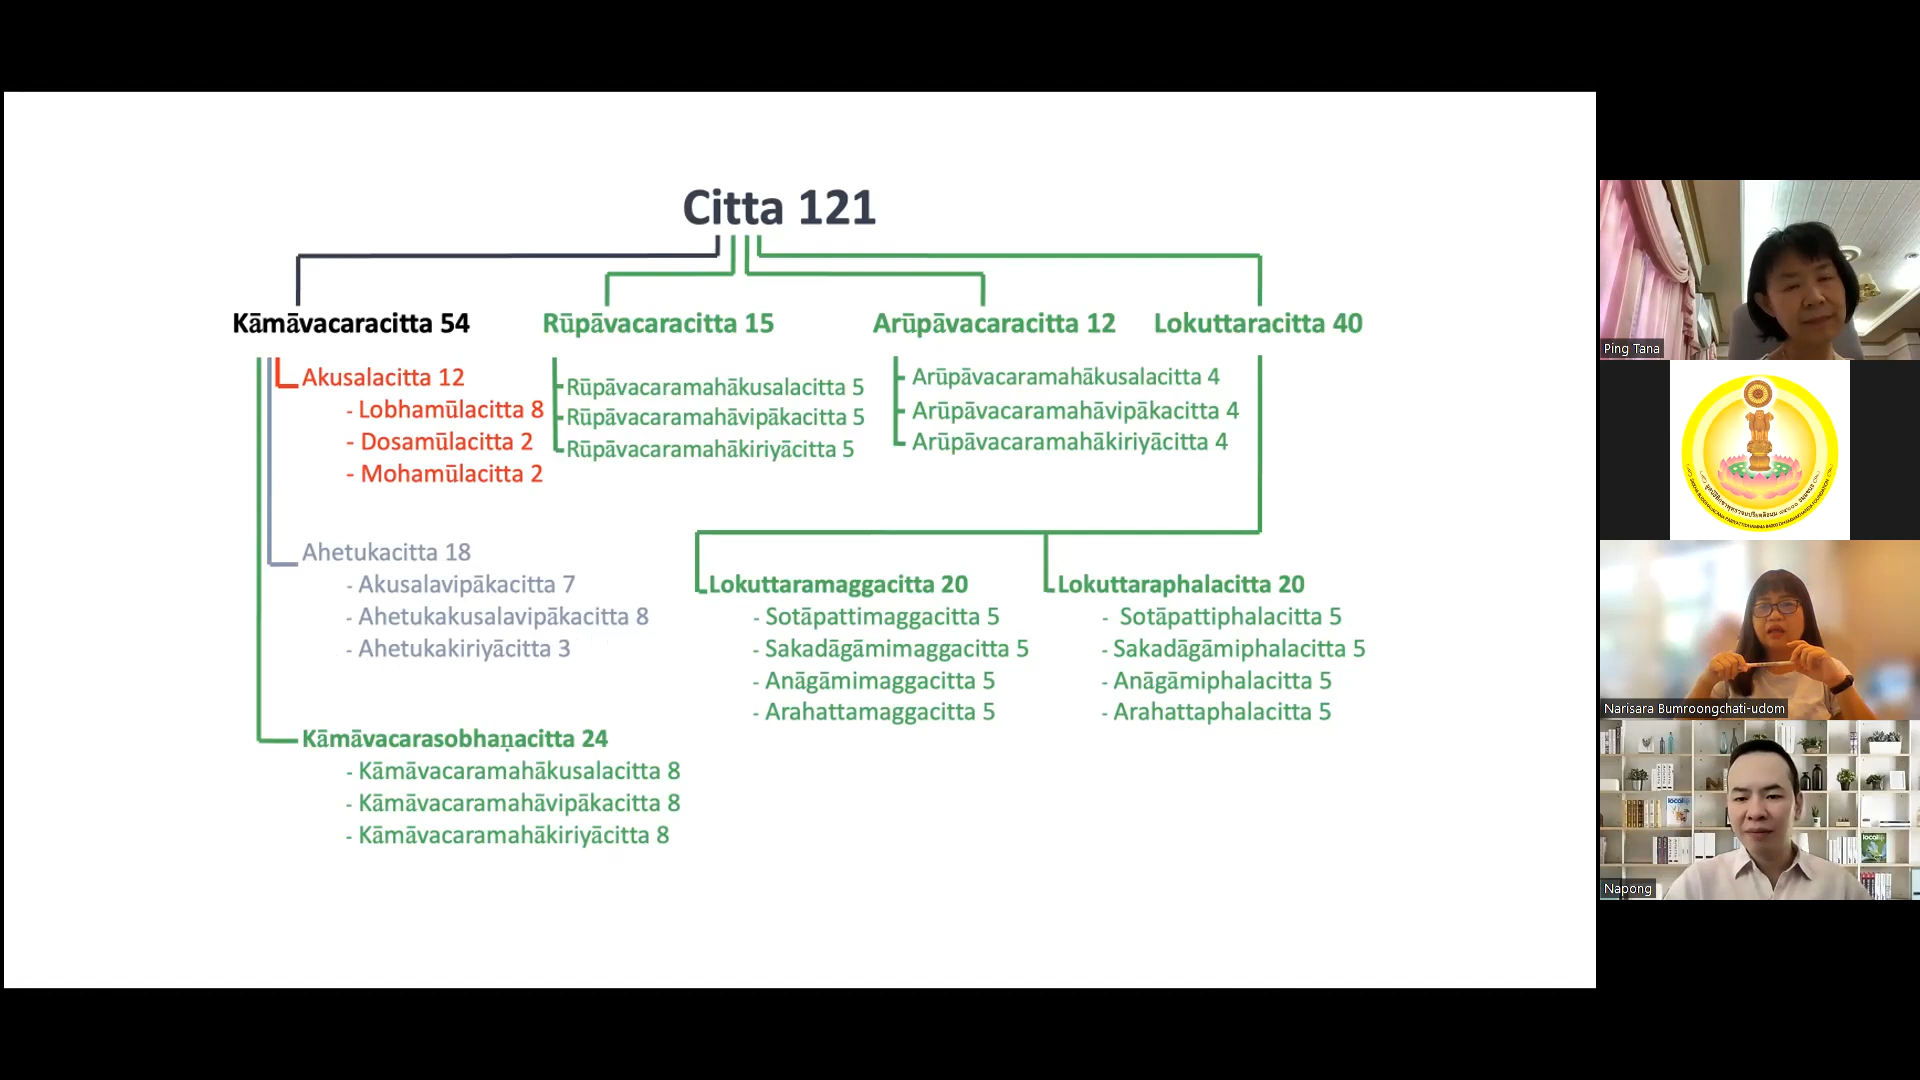 Citta 121
Kāmāvacaracitta 54
Rūpāvacaracitta 15
Arūpāvacaracitta 12
Lokuttaracitta 40
Akusalacitta 12
- Lobhamūlacitta 8
- Dosamūlacitta 2
- Mohamūlacitta 2
Rūpāvacaramahākusalacitta 5
Rūpāvacaramahāvipākacitta 5
Rūpāvacaramahākiriyācitta 5
Arūpāvacaramahākusalacitta 4
Arūpāvacaramahāvipākacitta 4
Arūpāvacaramahākiriyācitta 4
Ahetukacitta 18
- Akusalavipākacitta 7
- Ahetukakusalavipākacitta 8
- Ahetukakiriyācitta 3
Lokuttaramaggacitta 20
- Sotāpattimaggacitta 5
- Sakadāgāmimaggacitta 5
- Anāgāmimaggacitta 5
- Arahattamaggacitta 5
Lokuttaraphalacitta 20
- Sotāpattiphalacitta 5
- Sakadāgāmiphalacitta 5
- Anāgāmiphalacitta 5
- Arahattaphalacitta 5
Kāmāvacarasobhaṇacitta 24
- Kāmāvacaramahākusalacitta 8
- Kāmāvacaramahāvipākacitta 8
- Kāmāvacaramahākiriyācitta 8
Ping Tana
Narisara Bumroongchati-udom
local
local
Napong